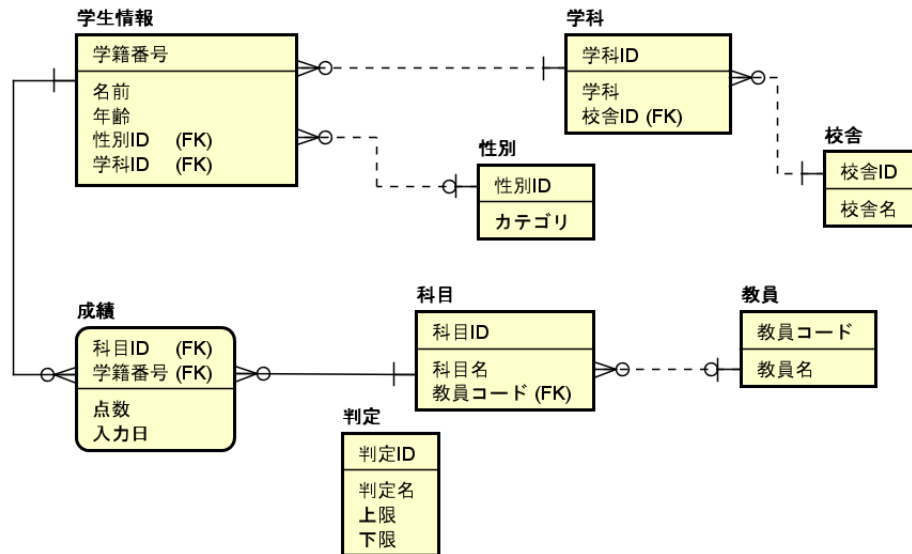 学生情報
学籍番号
名前
年齢
性別ID (FK)
学科ID (FK)
学科
学科ID
学科
校舎ID (FK)
性別
性別ID
カテゴリ
校舎
校舎ID
校舎名
成績
科目ID (FK)
学籍番号 (FK)
点数
入力日
科目
科目ID
科目名
教員コード (FK)
教員
教員コード
教員名
判定
判定ID
判定名
上限
下限